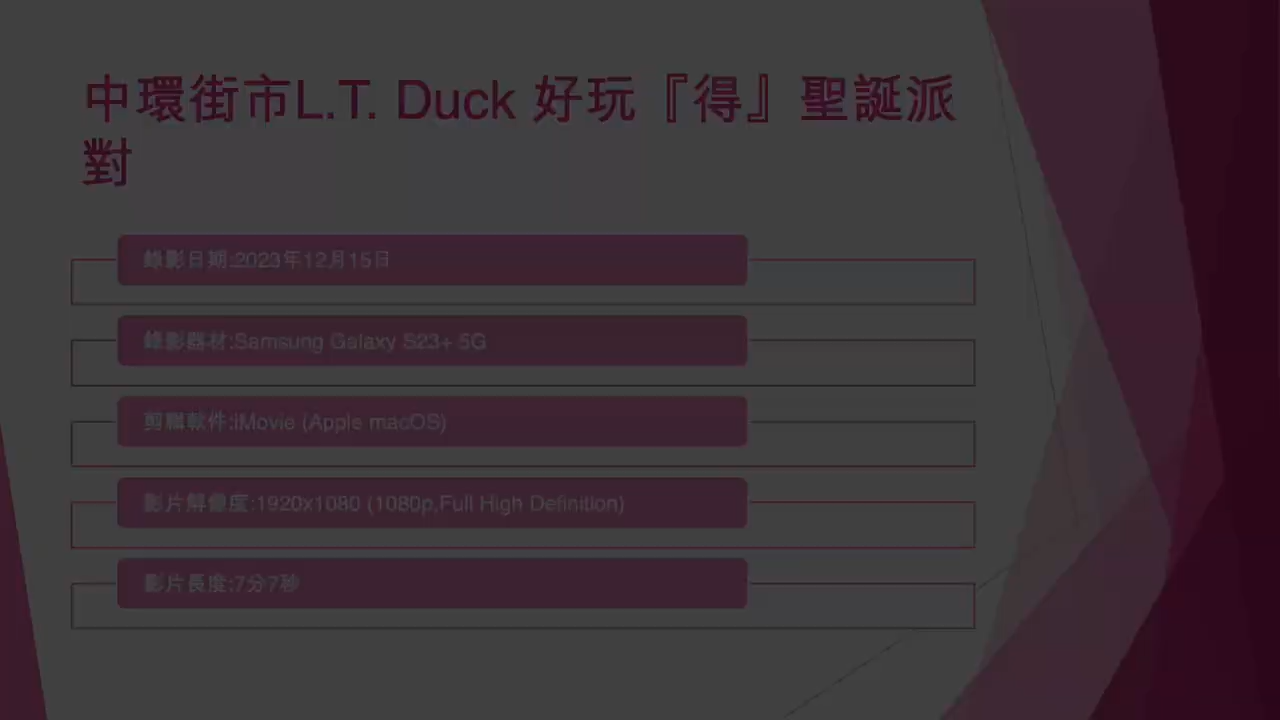 中環街市L.T. Duck 好玩『得』聖誕派
對
錄影日期:2023年12月15日
錄影器材:Samsung Galaxy S23+ 5G
剪輯軟件:iMovie (Apple macOS)
影片解像度:1920x1080 (1080p,Full High Definition)
影片長度:7分7秒